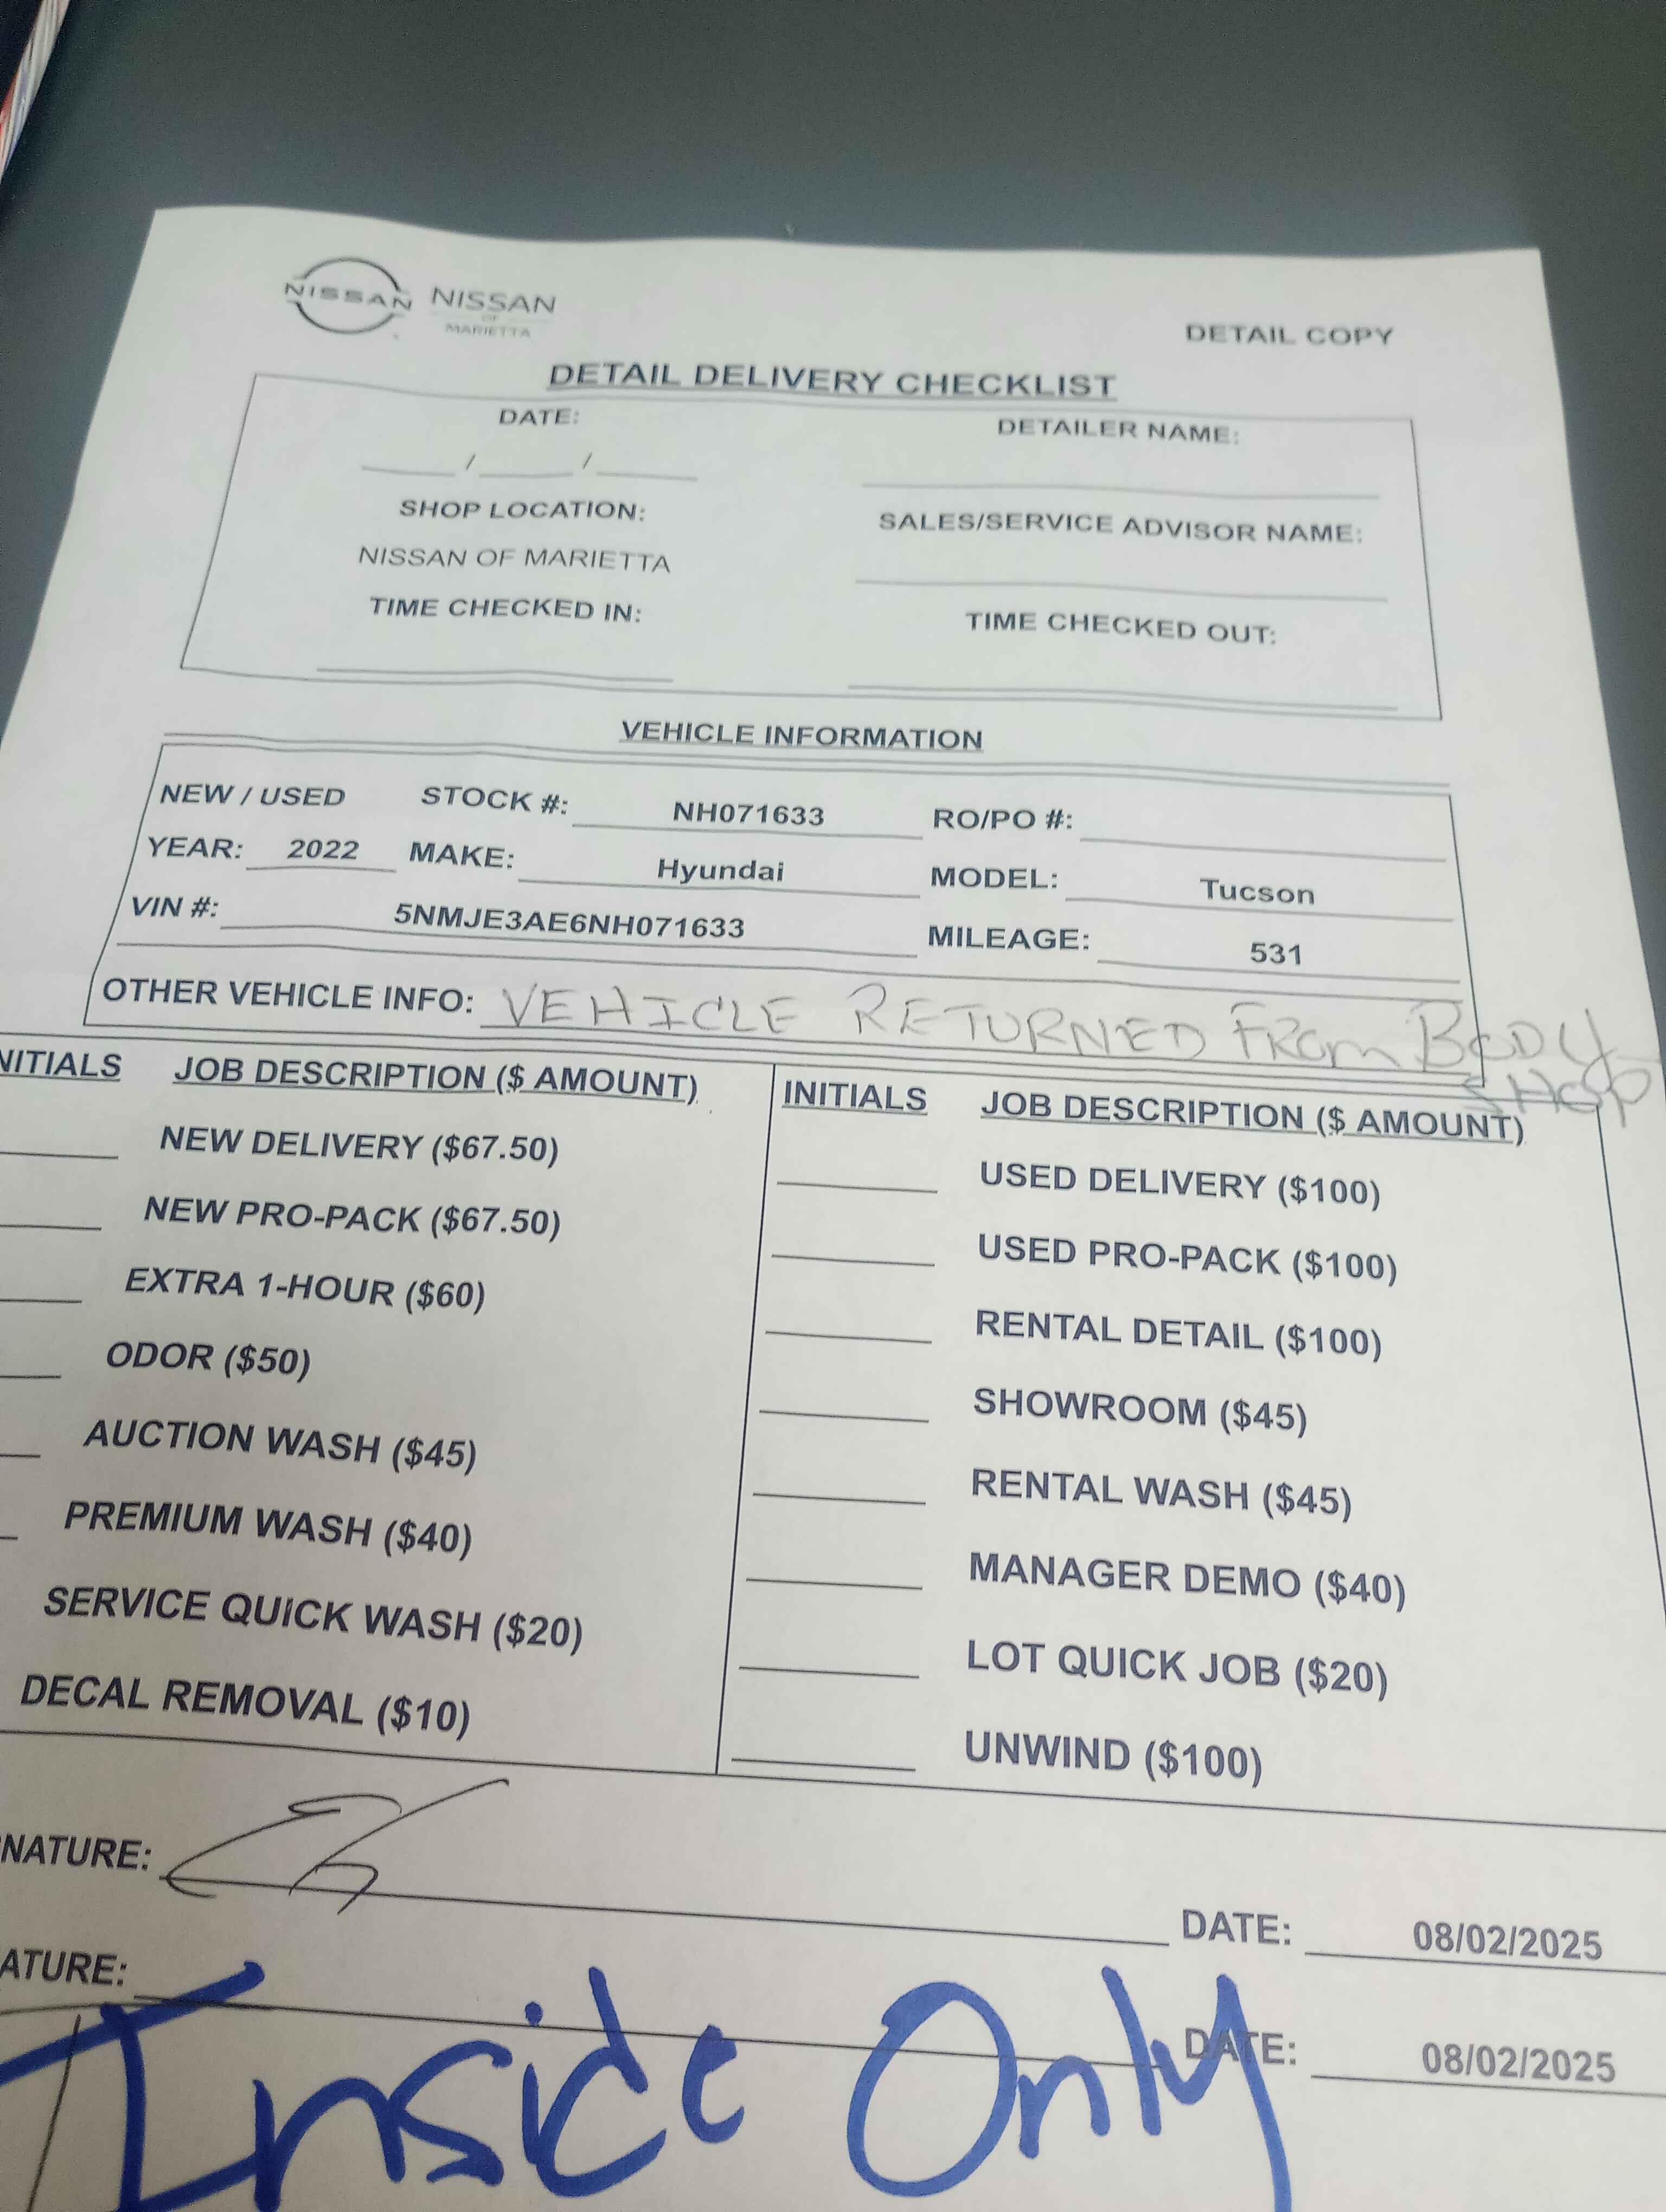 NISSAN NISSAN
OF
MARIETTA
DETAIL COPY
DETAIL DELIVERY CHECKLIST
DATE:
DETAILER NAME:
/ /
SHOP LOCATION:
SALES/SERVICE ADVISOR NAME:
NISSAN OF MARIETTA
TIME CHECKED IN:
TIME CHECKED OUT:
VEHICLE INFORMATION
NEW / USED STOCK #: NH071633 RO/PO #:
YEAR: 2022 MAKE: Hyundai MODEL: Tucson
VIN #: 5NMJE3AE6NH071633 MILEAGE: 531
OTHER VEHICLE INFO: VEHICLE RETURNED FROM BODY
SHOP
NITIALS JOB DESCRIPTION ($ AMOUNT)
NEW DELIVERY ($67.50)
NEW PRO-PACK ($67.50)
EXTRA 1-HOUR ($60)
ODOR ($50)
AUCTION WASH ($45)
PREMIUM WASH ($40)
SERVICE QUICK WASH ($20)
DECAL REMOVAL ($10)
INITIALS JOB DESCRIPTION ($ AMOUNT)
USED DELIVERY ($100)
USED PRO-PACK ($100)
RENTAL DETAIL ($100)
SHOWROOM ($45)
RENTAL WASH ($45)
MANAGER DEMO ($40)
LOT QUICK JOB ($20)
UNWIND ($100)
NATURE: DATE: 08/02/2025
ATURE: DATE: 08/02/2025
Inside Only